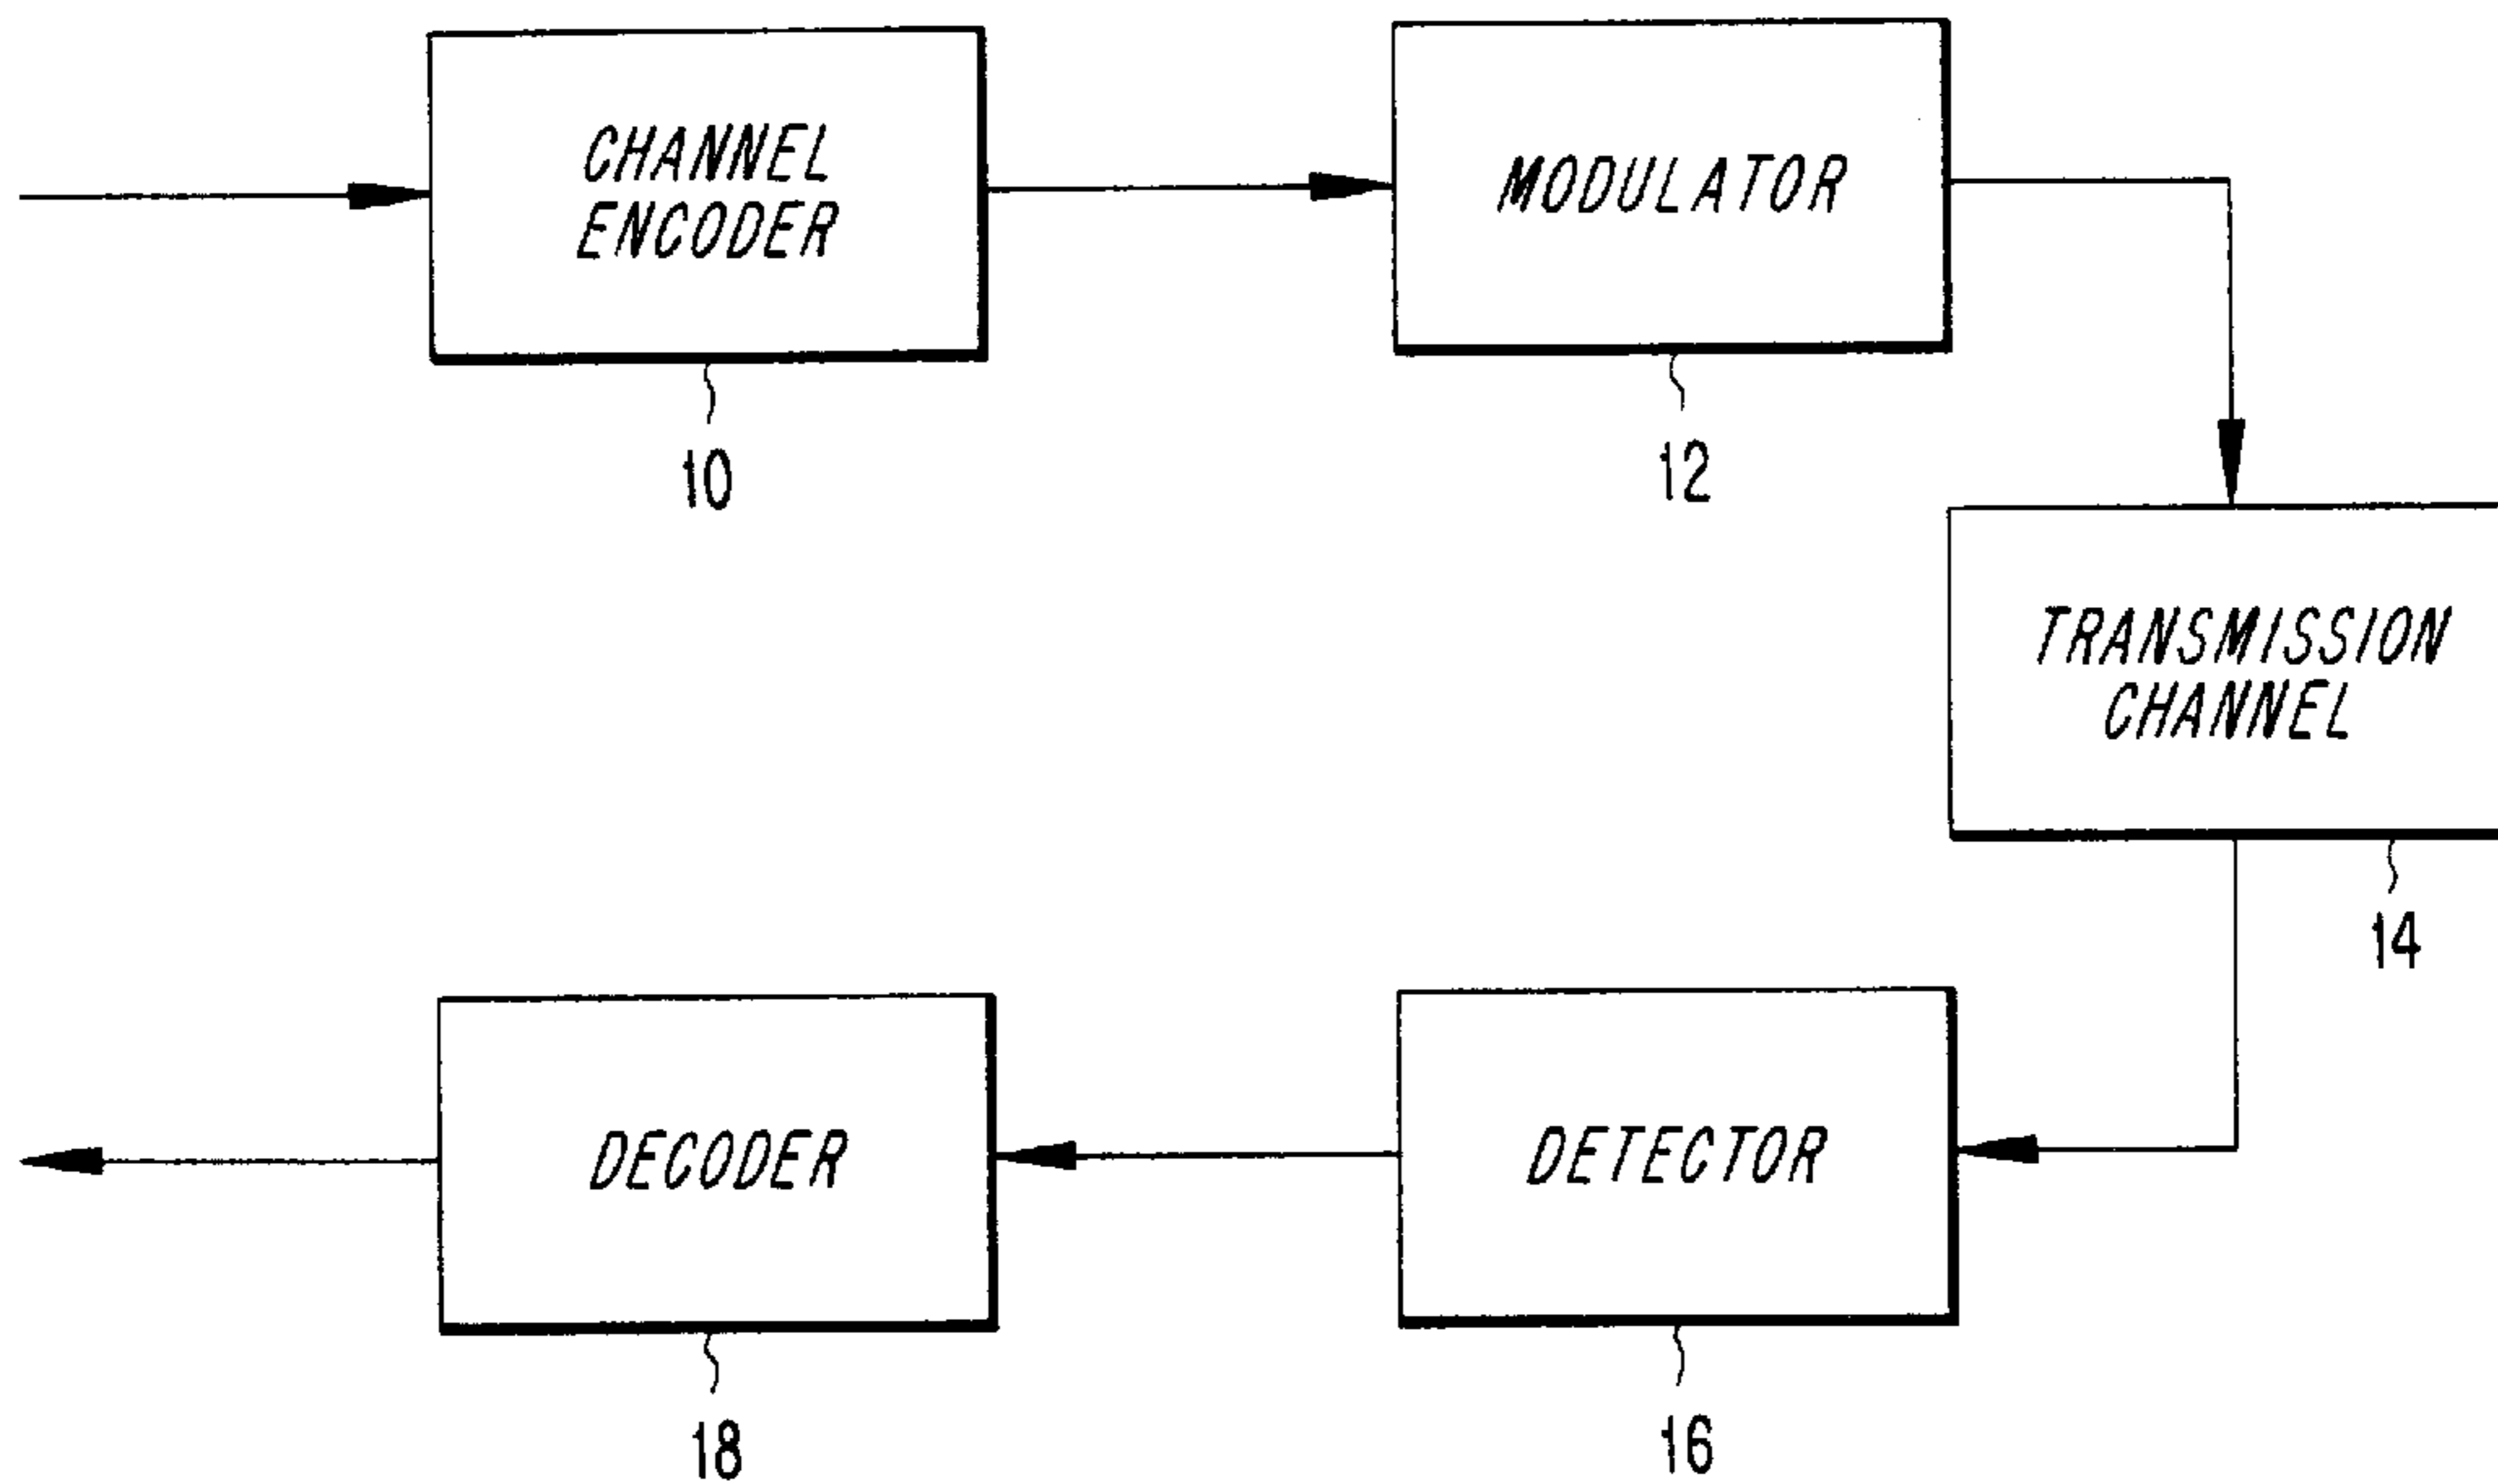 CHANNEL
ENCODER
10
MODULATOR
12
TRANSMISSION
CHANNEL
14
DECODER
18
DETECTOR
16